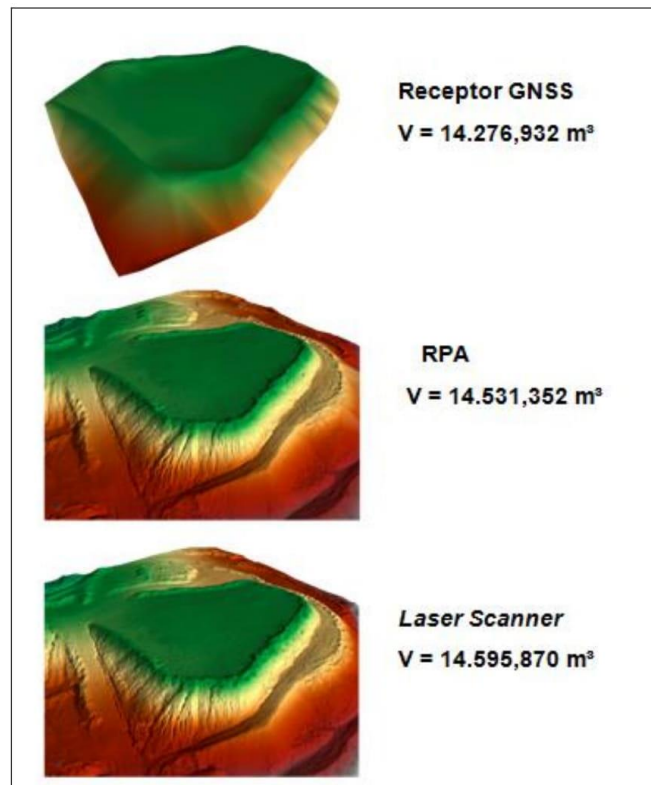 Receptor GNSS
V = 14.276,932 m³
RPA
V = 14.531,352 m³
Laser Scanner
V = 14.595,870 m³